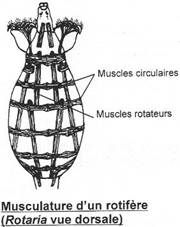 Muscles circulaires
Muscles rotateurs
Musculature d'un rotifère
(Rotaria vue dorsale)